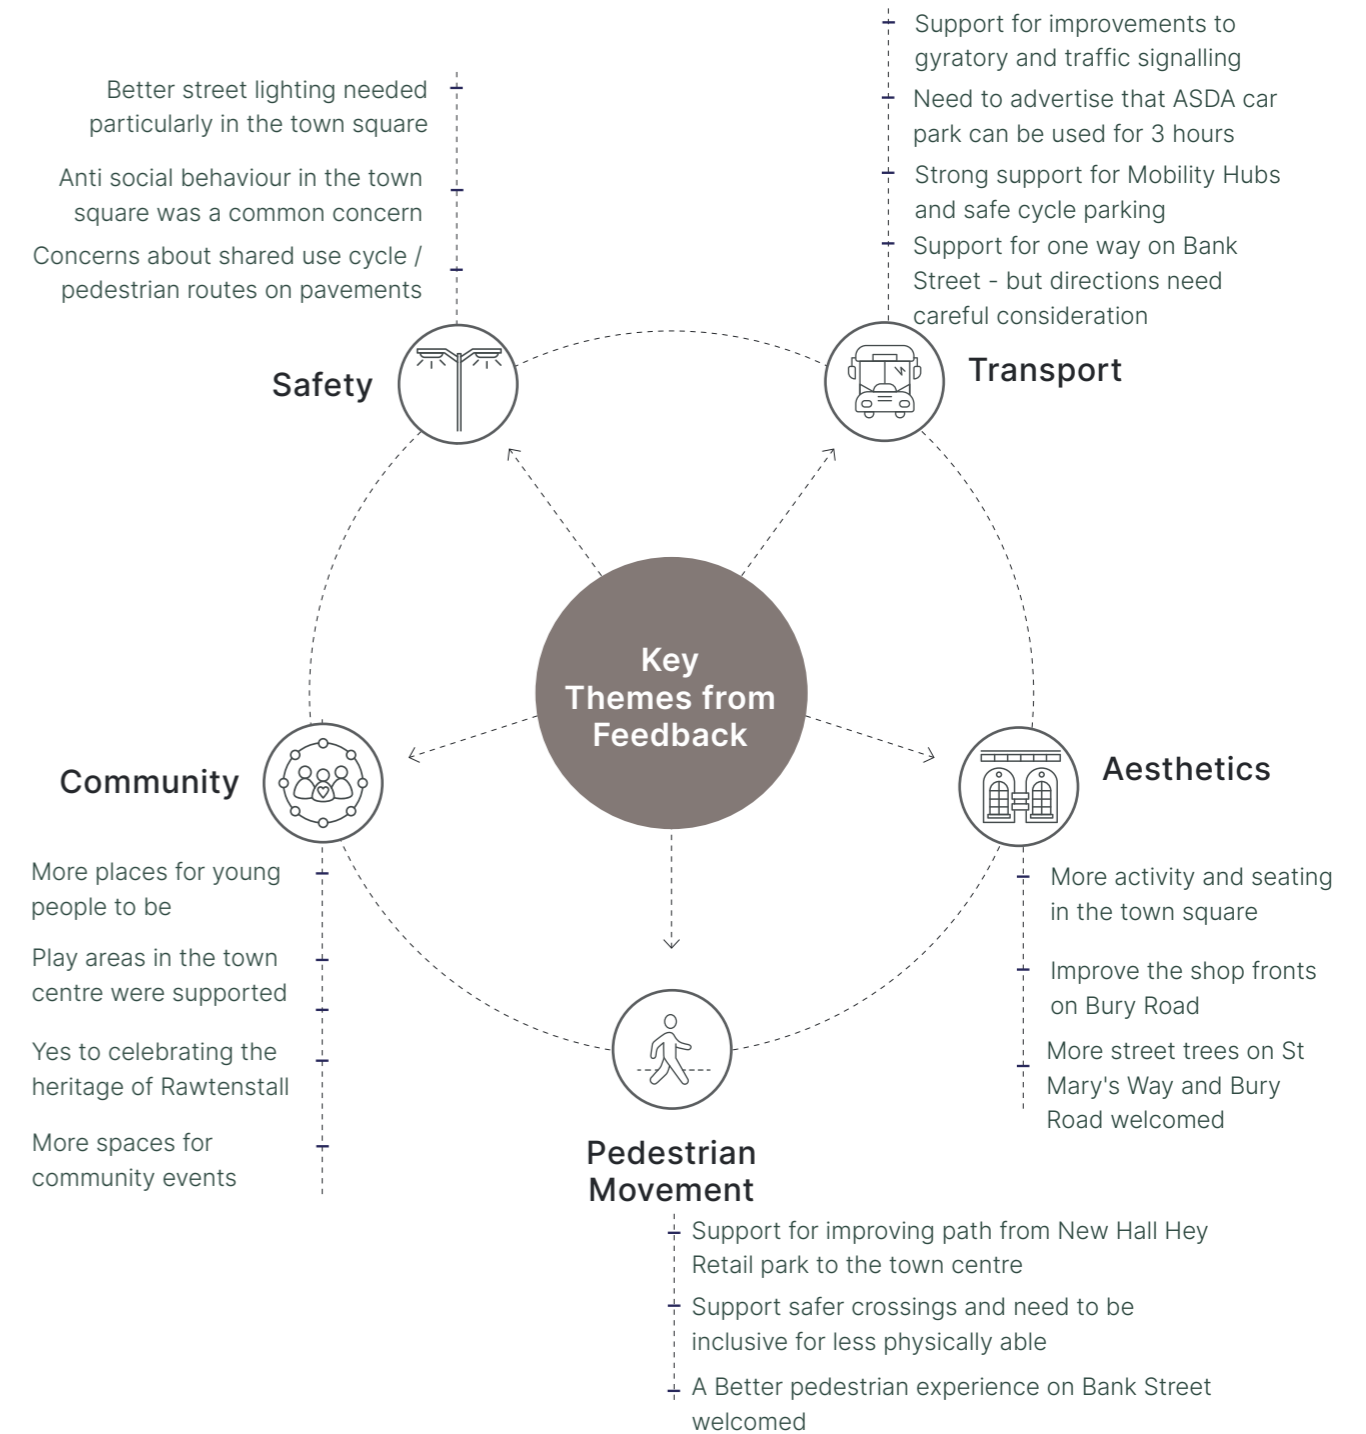 Better street lighting needed
particularly in the town square
Anti social behaviour in the town
square was a common concern
Concerns about shared use cycle /
pedestrian routes on pavements
Safety
Support for improvements to
gyratory and traffic signalling
Need to advertise that ASDA car
park can be used for 3 hours
Strong support for Mobility Hubs
and safe cycle parking
Support for one way on Bank
Street - but directions need
careful consideration
Transport
Key
Themes from
Feedback
Community
More places for young
people to be
Play areas in the town
centre were supported
Yes to celebrating the
heritage of Rawtenstall
More spaces for
community events
Aesthetics
More activity and seating
in the town square
Improve the shop fronts
on Bury Road
More street trees on St
Mary's Way and Bury
Road welcomed
Pedestrian
Movement
Support for improving path from New Hall Hey
Retail park to the town centre
Support safer crossings and need to be
inclusive for less physically able
A Better pedestrian experience on Bank Street
welcomed